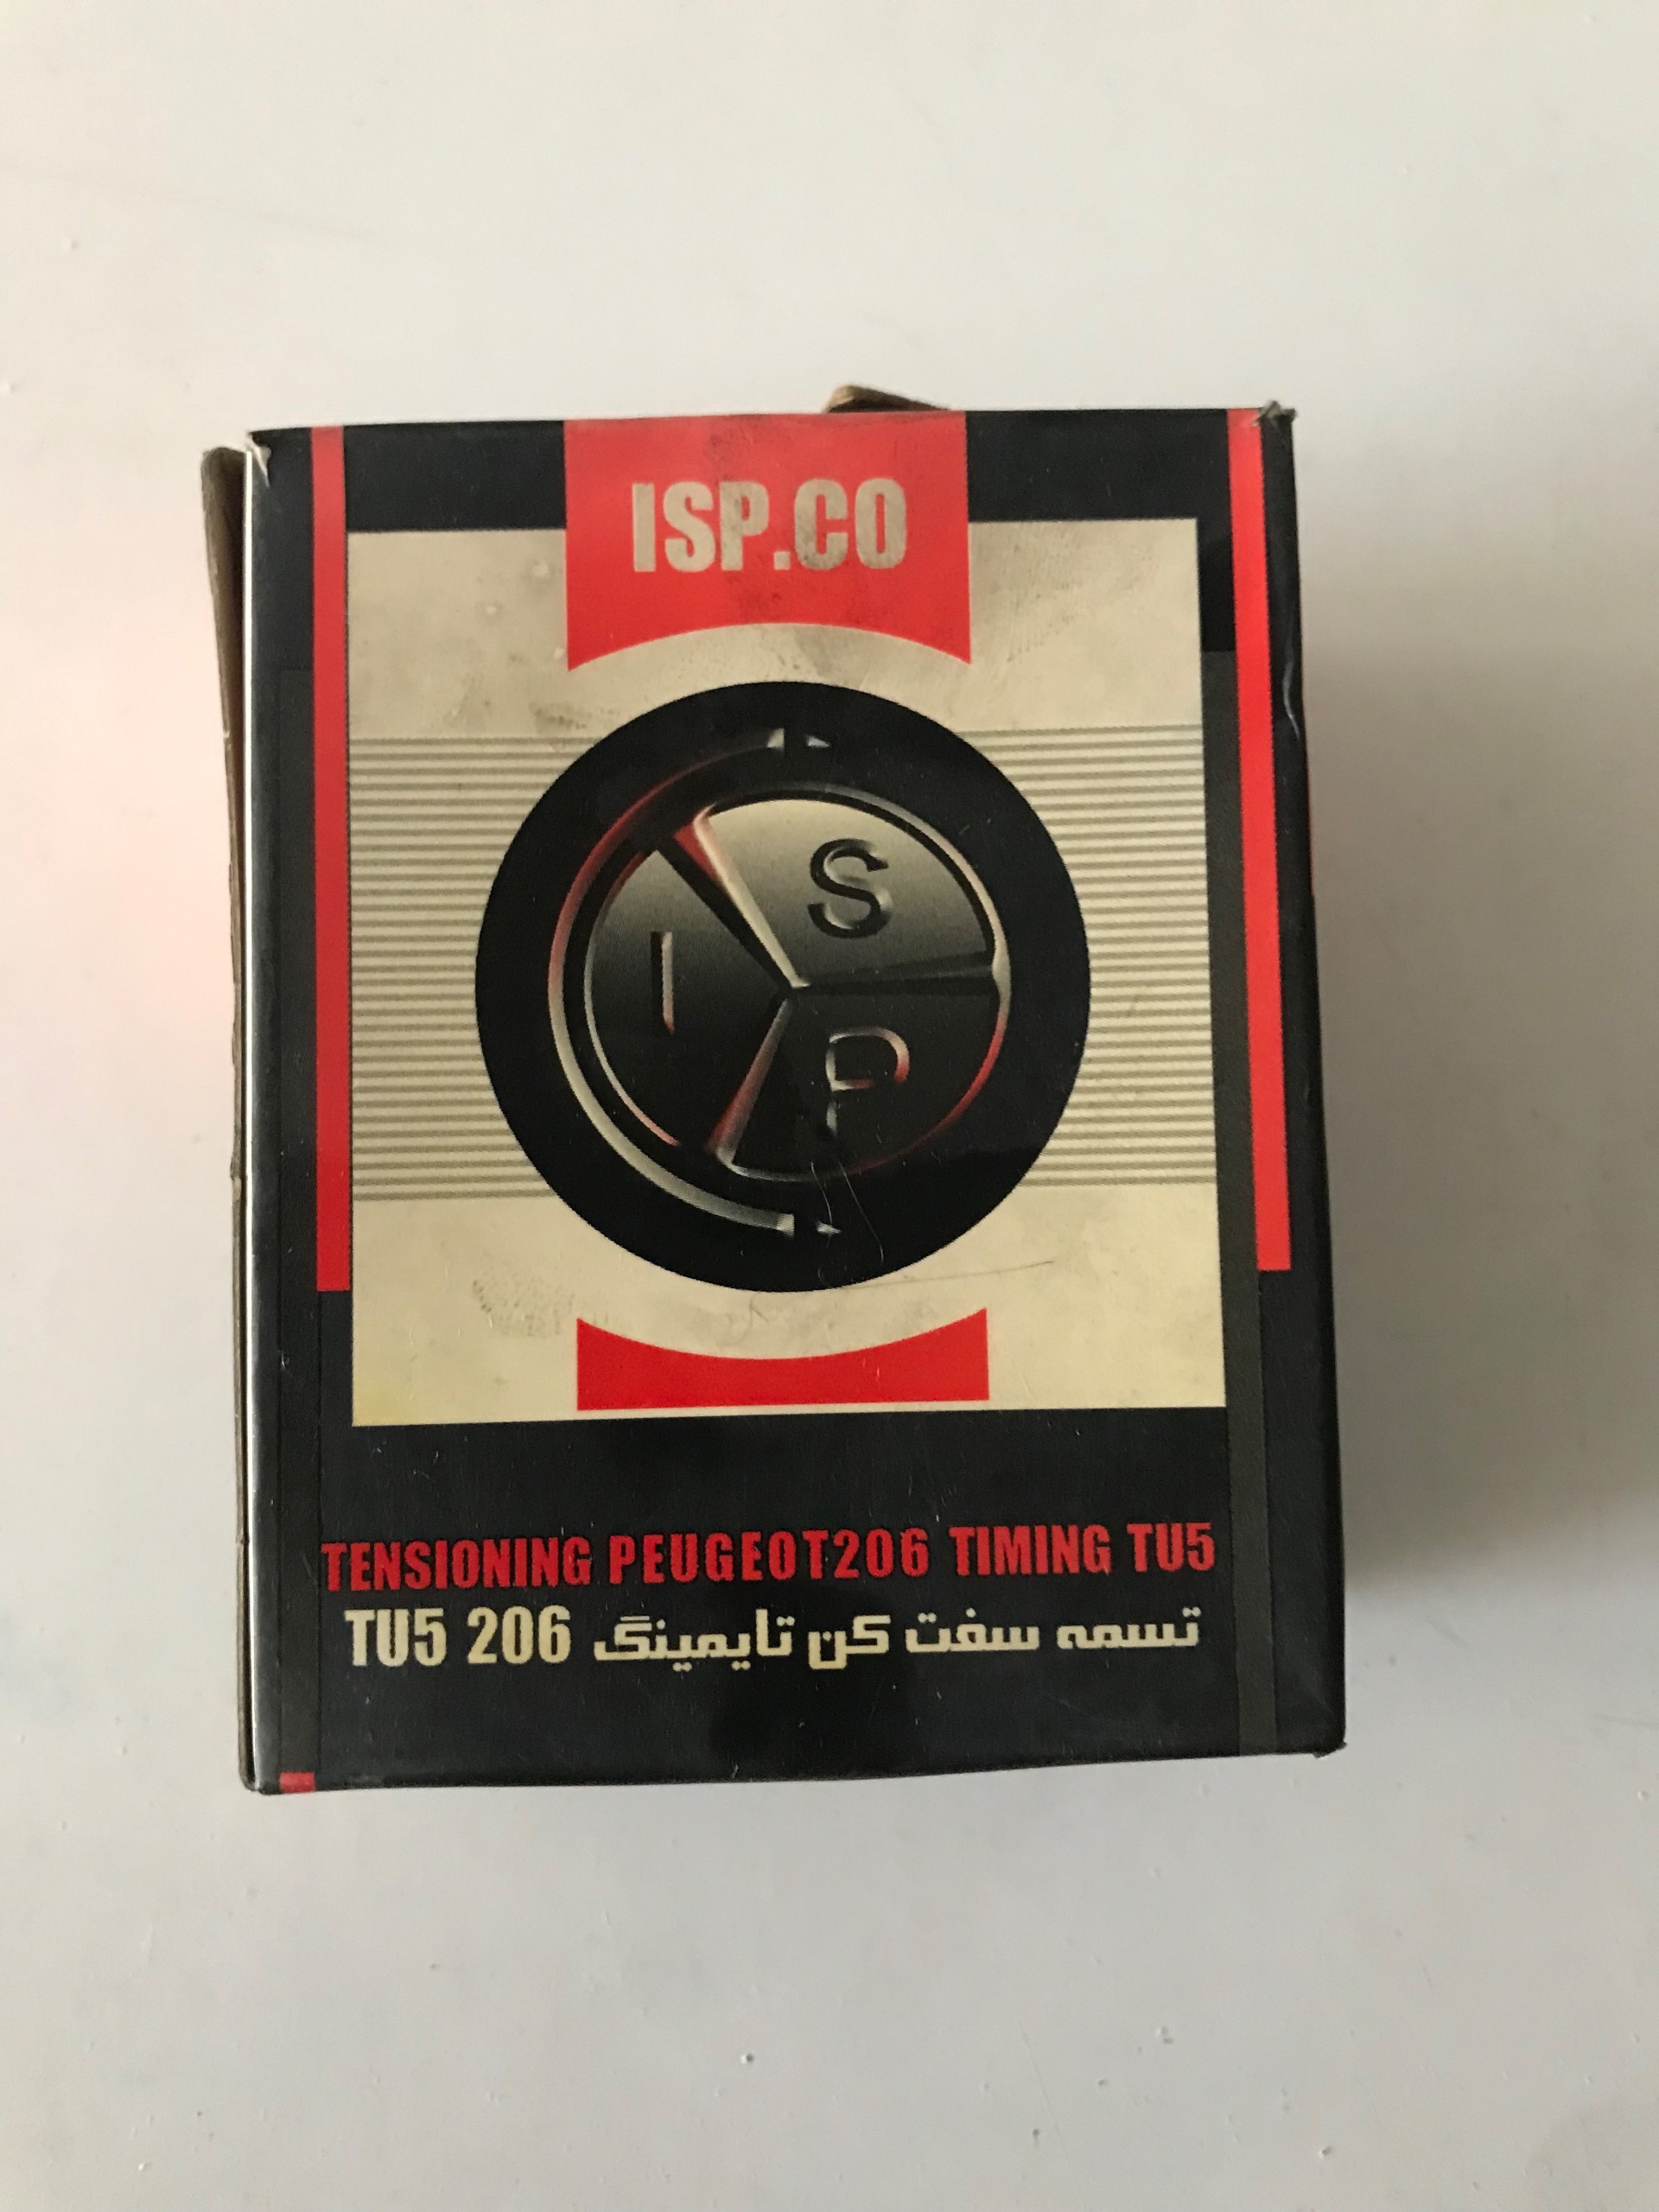 ISP.CO
I S P
TENSIONING PEUGEOT206 TIMING TU5
تسمه سفت کن تایمینگ 206 TU5